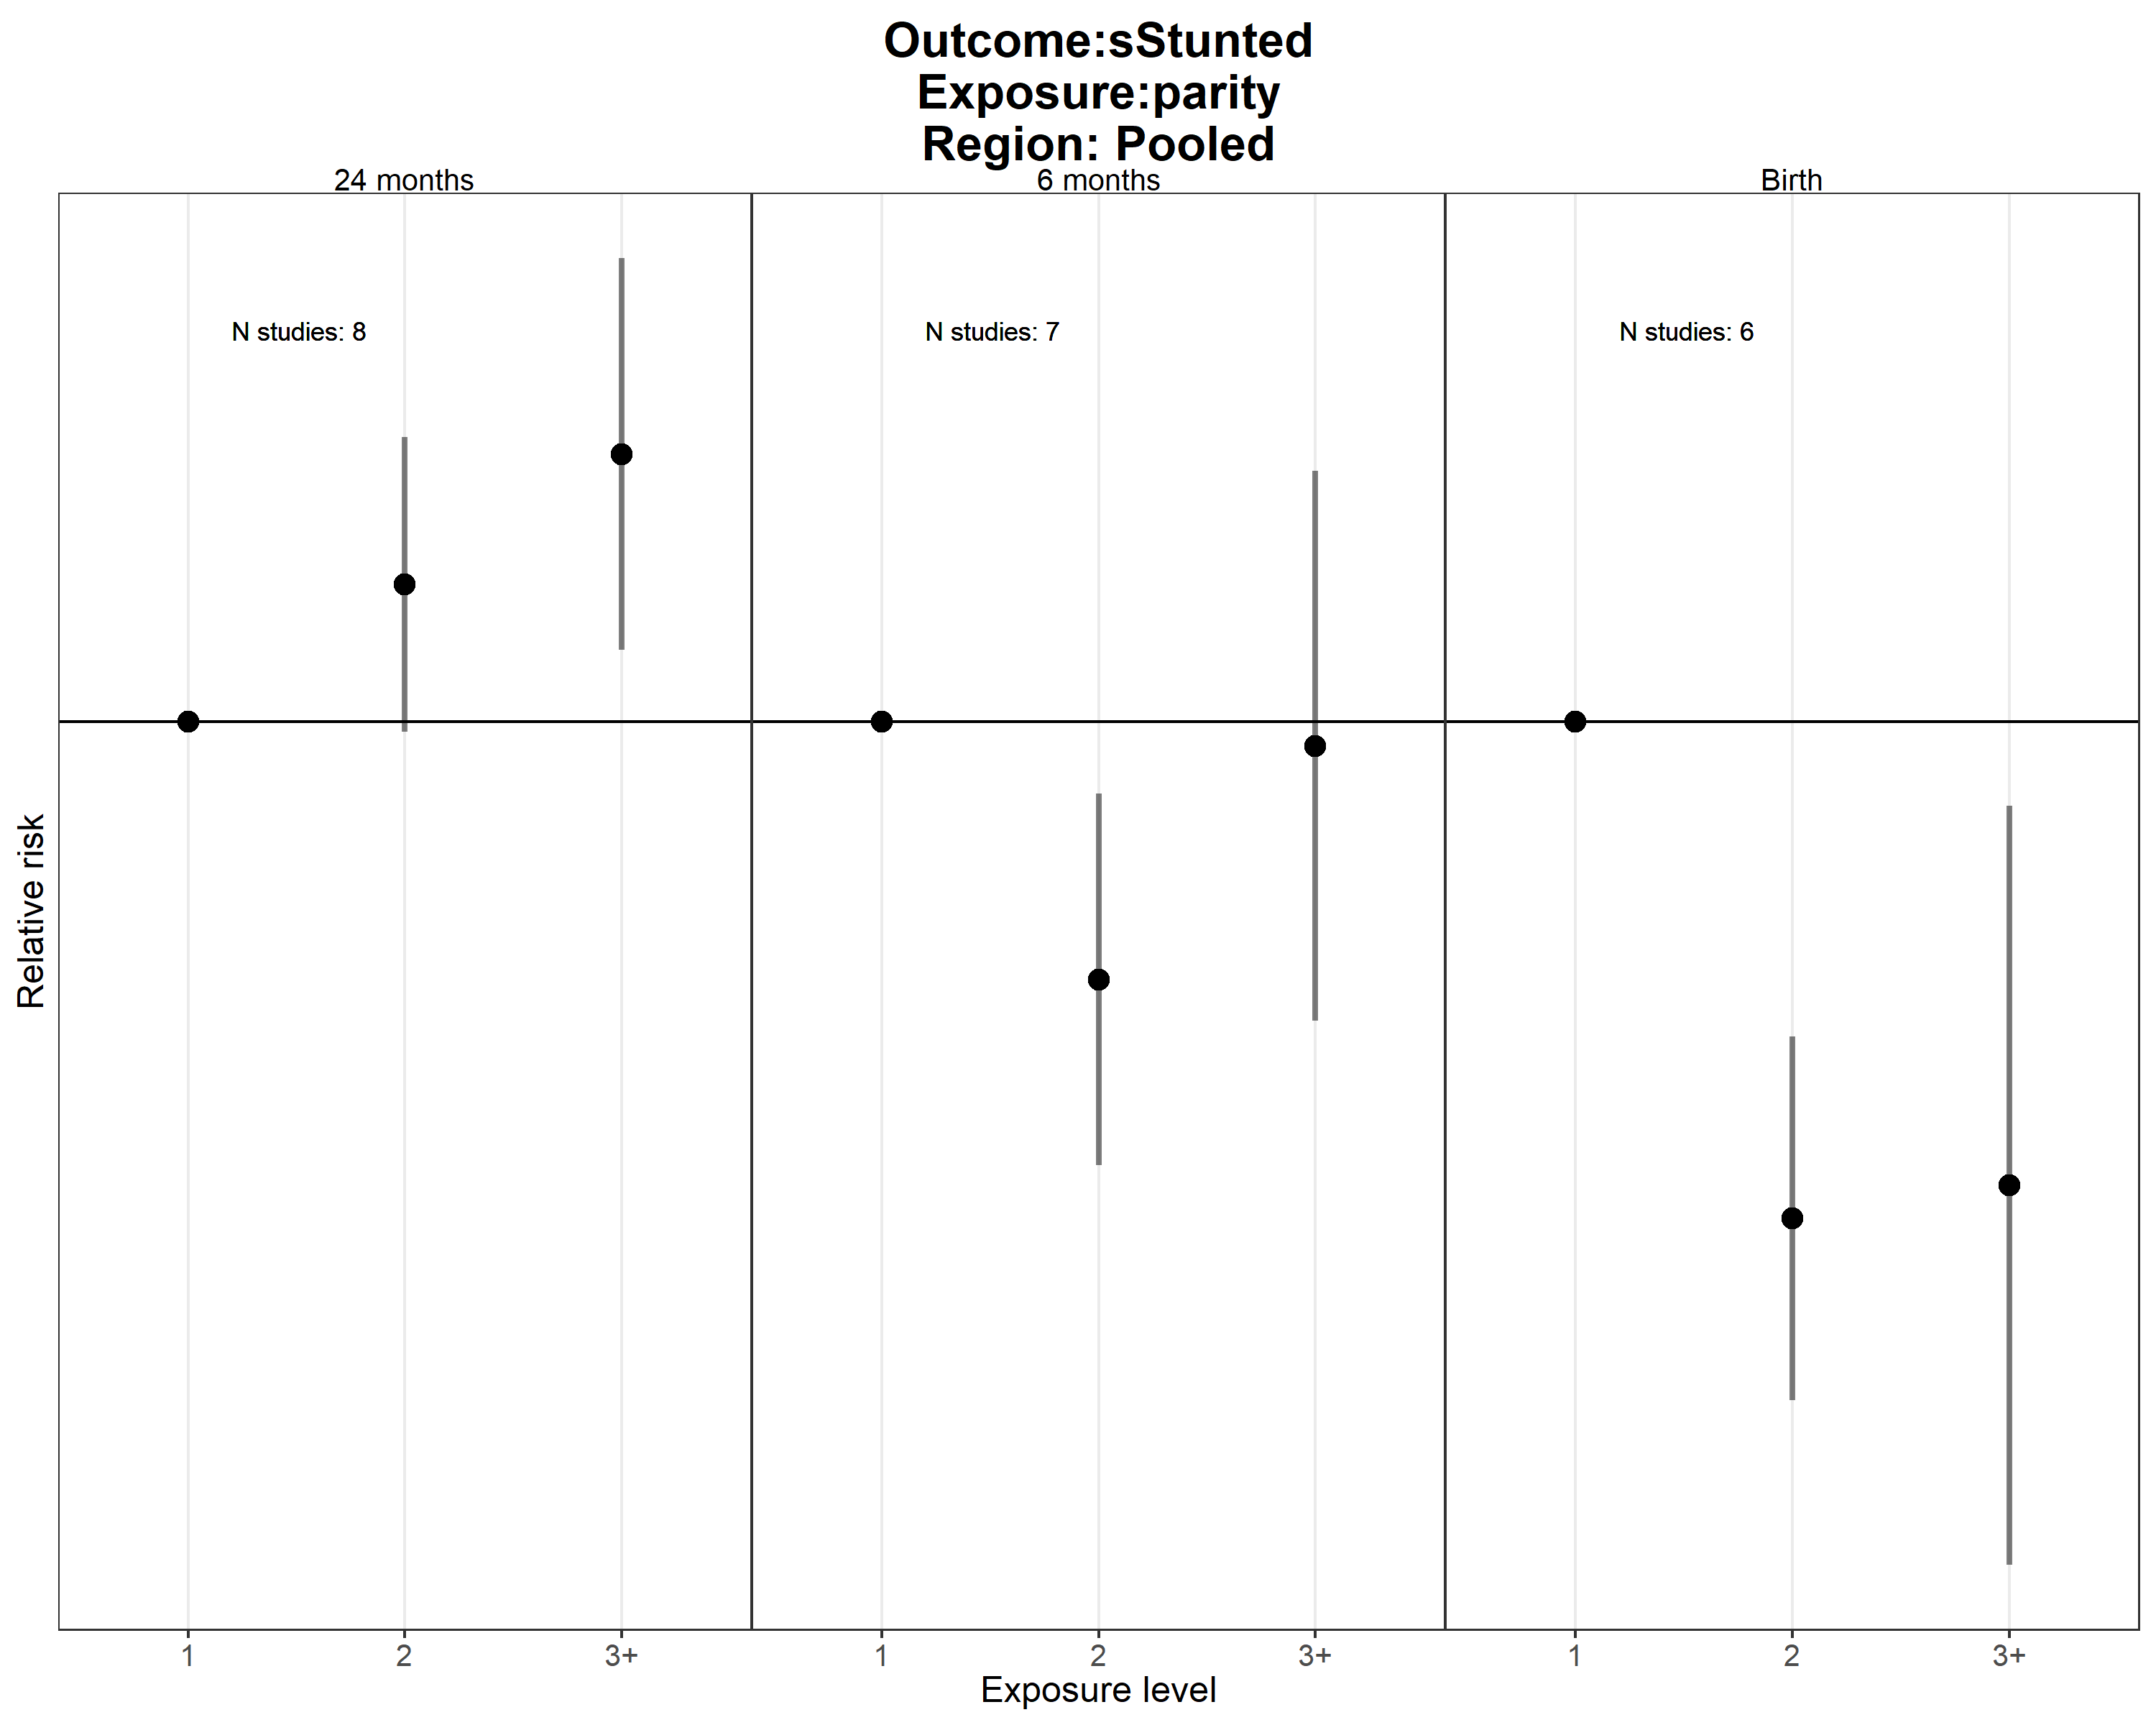 Outcome:sStunted
Exposure:parity
Region: Pooled
24 months
6 months
Birth
N studies: 8
N studies: 7
N studies: 6
Relative risk
1
2
3+
1
2
3+
1
2
3+
Exposure level